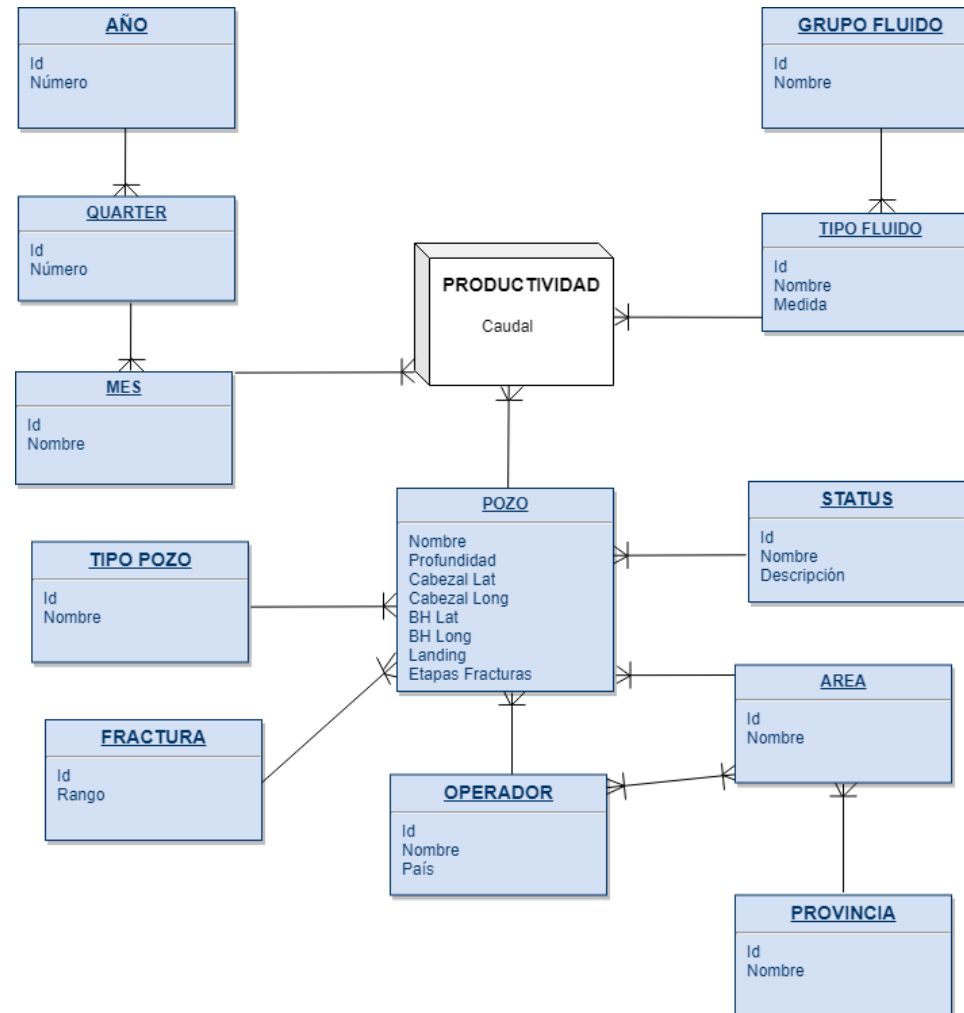 AÑO
Id
Número
GRUPO FLUIDO
Id
Nombre
QUARTER
Id
Número
TIPO FLUIDO
Id
Nombre
Medida
PRODUCTIVIDAD
Caudal
MES
Id
Nombre
POZO
Nombre
Profundidad
Cabezal Lat
Cabezal Long
BH Lat
BH Long
Landing
Etapas Fracturas
STATUS
Id
Nombre
Descripción
TIPO POZO
Id
Nombre
AREA
Id
Nombre
FRACTURA
Id
Rango
OPERADOR
Id
Nombre
País
PROVINCIA
Id
Nombre